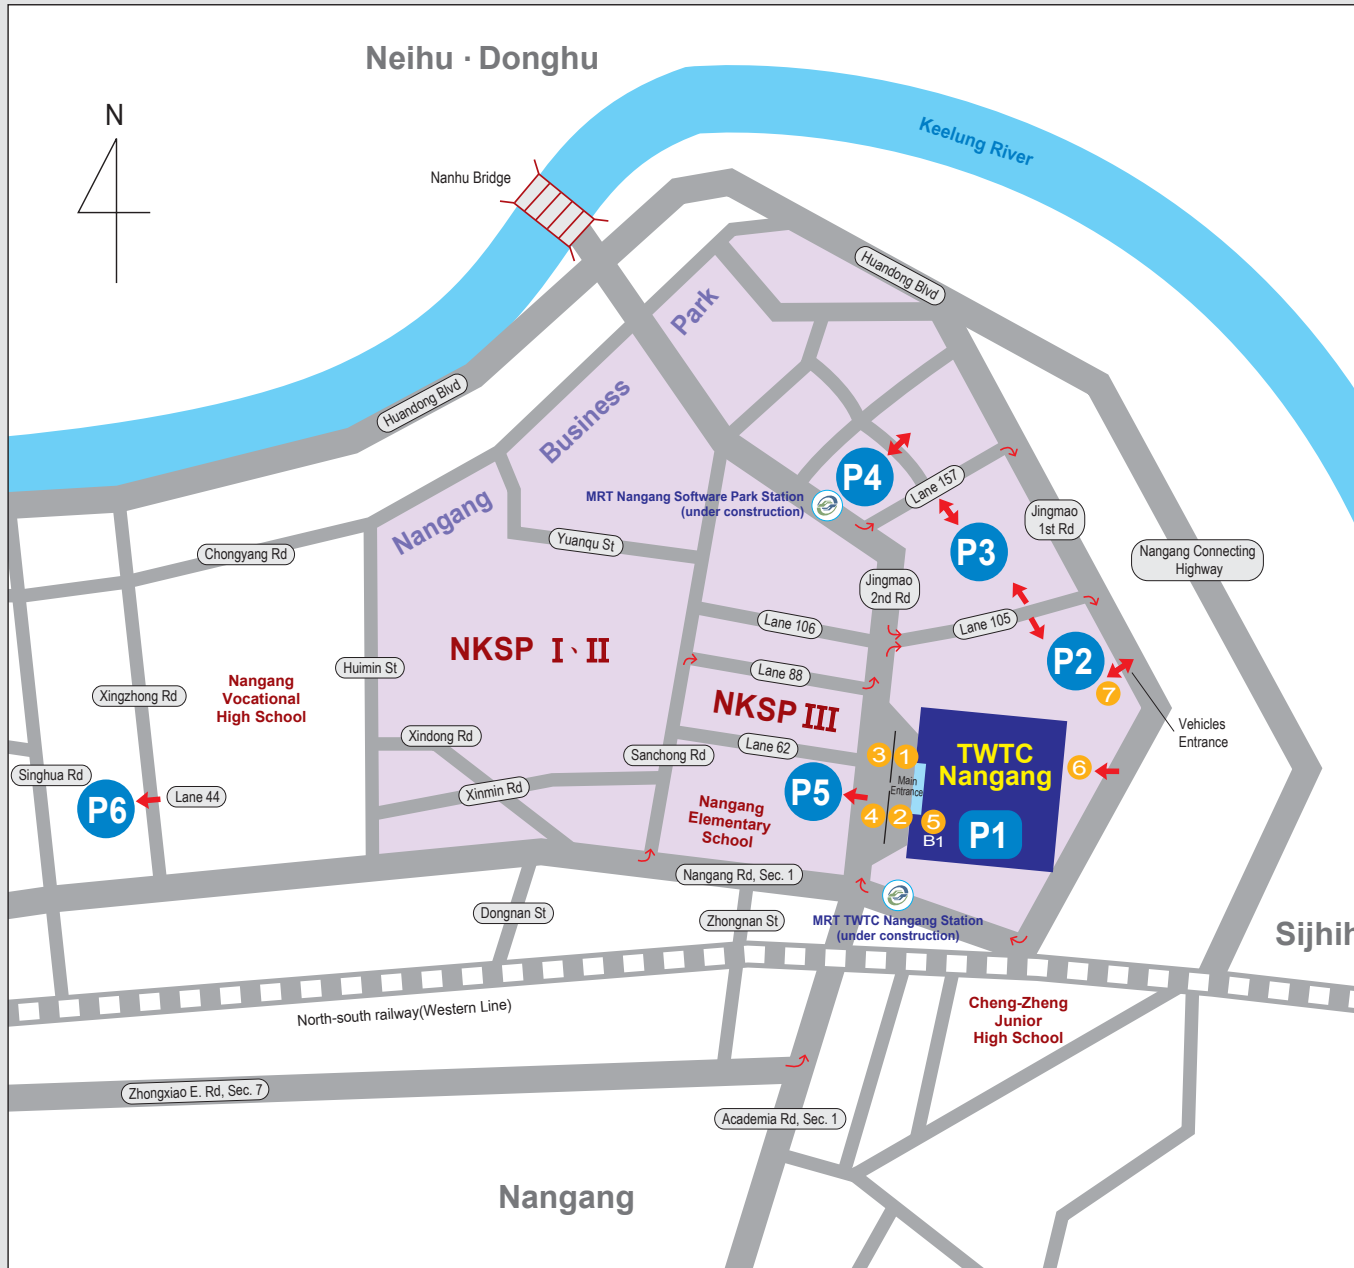 Neihu · Donghu
N
Keelung River
Nanhu Bridge
Huandong Blvd
Park
Huandong Blvd
Business
P4
Lane 157
MRT Nangang Software Park Station
(under construction)
Nangang
Jingmao
1st Rd
Chongyang Rd
Yuanqu St
P3
Nangang Connecting
Highway
Jingmao
2nd Rd
Lane 106
Lane 105
NKSP I、II
Huimin St
P2
Lane 88
Nangang
Vocational
High School
Xingzhong Rd
7
NKSP III
Vehicles
Entrance
Xindong Rd
Sanchong Rd
Lane 62
3
1
TWTC
Nangang
6
Singhua Rd
Main
Entrance
Xinmin Rd
P5
P6
Lane 44
Nangang
Elementary
School
4
2
5
B1
P1
Nangang Rd, Sec. 1
Dongnan St
Zhongnan St
MRT TWTC Nangang Station
(under construction)
Sijhih
North-south railway(Western Line)
Cheng-Zheng
Junior
High School
Zhongxiao E. Rd, Sec. 7
Academia Rd, Sec. 1
Nangang